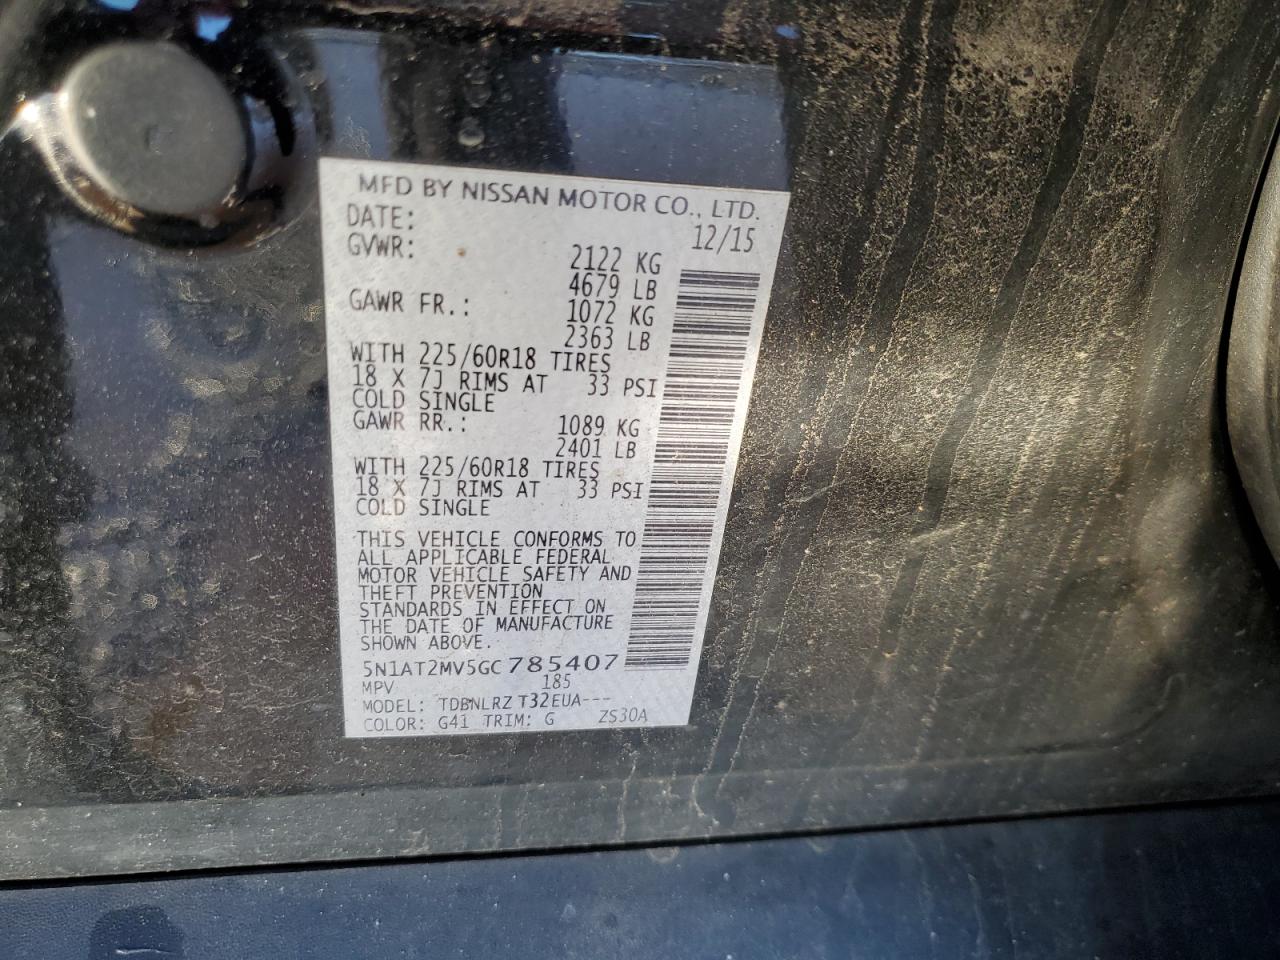 MFD BY NISSAN MOTOR CO., LTD.
DATE: 12/15
GVWR: 2122 KG
4679 LB
GAWR FR.: 1072 KG
2363 LB
WITH 225/60R18 TIRES
18 X 7J RIMS AT 33 PSI
COLD SINGLE
GAWR RR.: 1089 KG
2401 LB
WITH 225/60R18 TIRES
18 X 7J RIMS AT 33 PSI
COLD SINGLE
THIS VEHICLE CONFORMS TO
ALL APPLICABLE FEDERAL
MOTOR VEHICLE SAFETY AND
THEFT PREVENTION
STANDARDS IN EFFECT ON
THE DATE OF MANUFACTURE
SHOWN ABOVE.
5N1AT2MV5GC 785407
MPV 185
MODEL: TDBNLRZ T32EUA---
COLOR: G41 TRIM: G ZS30A